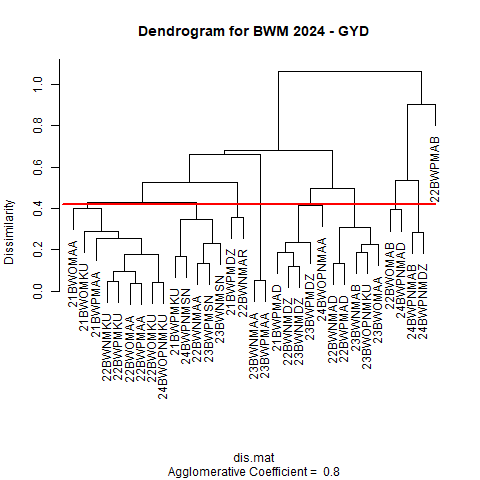 Dendrogram for BWM 2024 - GYD
Dissimilarity
0.0
0.2
0.4
0.6
0.8
1.0
21BWOMAA
21BWOMKU
21BWPMAA
22BWNMKU
22BWPMKU
22BWOMAA
22BWPMAA
22BWOMKU
24BWOPNMKU
21BWPMKU
24BWPNMSN
22BWNMAA
23BWPMSN
23BWNMSN
21BWPMDZ
22BWNMAR
23BWNMAA
23BWPMAA
21BWPMAD
22BWNMDZ
23BWNMDZ
23BWPMDZ
24BWOPNMAA
22BWNMAD
22BWPMAD
23BWNMAB
23BWOPNMKU
23BWOMAA
22BWOMAB
24BWPNMAD
24BWPNMAB
24BWPNMDZ
22BWPMAB
dis.mat
Agglomerative Coefficient = 0.8